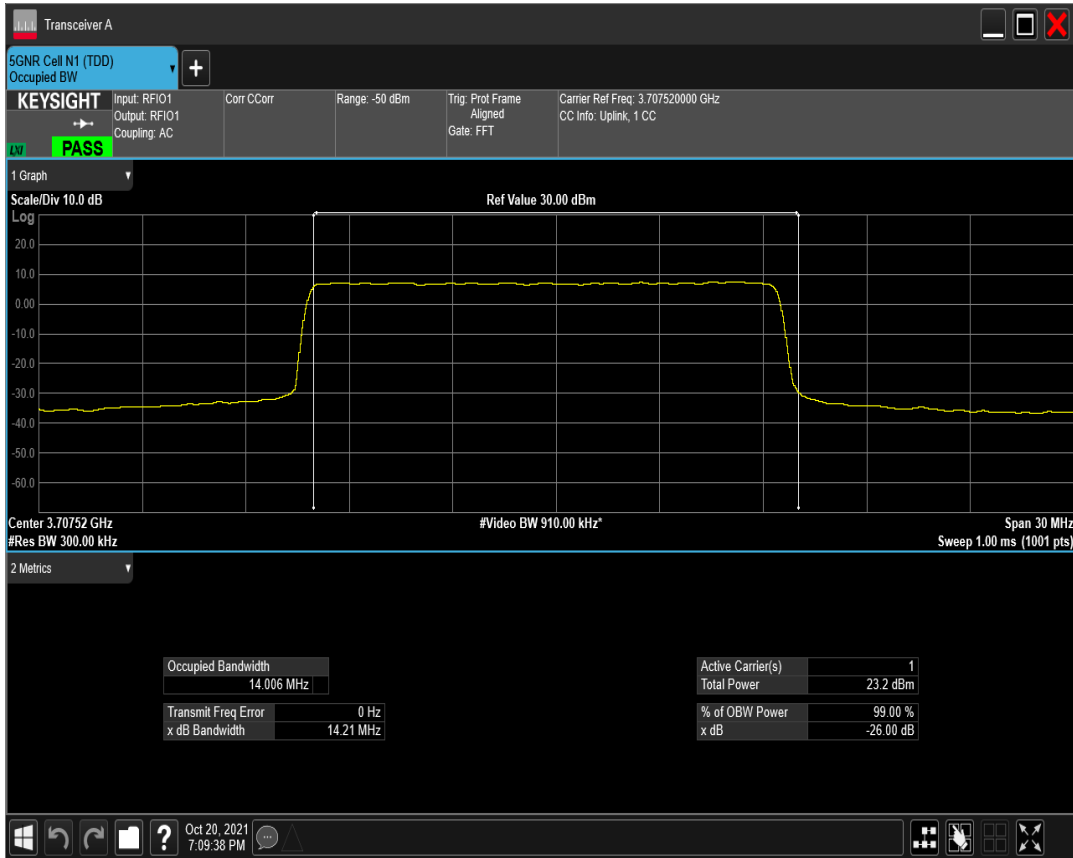 Transceiver A
5GNR Cell N1 (TDD)
Occupied BW
+
KEYSIGHT
LXI
PASS
Input: RFIO1
Output: RFIO1
Coupling: AC
Corr CCorr
Range: -50 dBm
Trig: Prot Frame
Aligned
Gate: FFT
Carrier Ref Freq: 3.707520000 GHz
CC Info: Uplink, 1 CC
1 Graph
Scale/Div 10.0 dB
Ref Value 30.00 dBm
Log
20.0
10.0
0.00
-10.0
-20.0
-30.0
-40.0
-50.0
-60.0
Center 3.70752 GHz
#Video BW 910.00 kHz*
Span 30 MHz
#Res BW 300.00 kHz
Sweep 1.00 ms (1001 pts)
2 Metrics
Occupied Bandwidth
14.006 MHz
Transmit Freq Error 0 Hz
x dB Bandwidth 14.21 MHz
Active Carrier(s) 1
Total Power 23.2 dBm
% of OBW Power 99.00 %
x dB -26.00 dB
?
Oct 20, 2021
7:09:38 PM